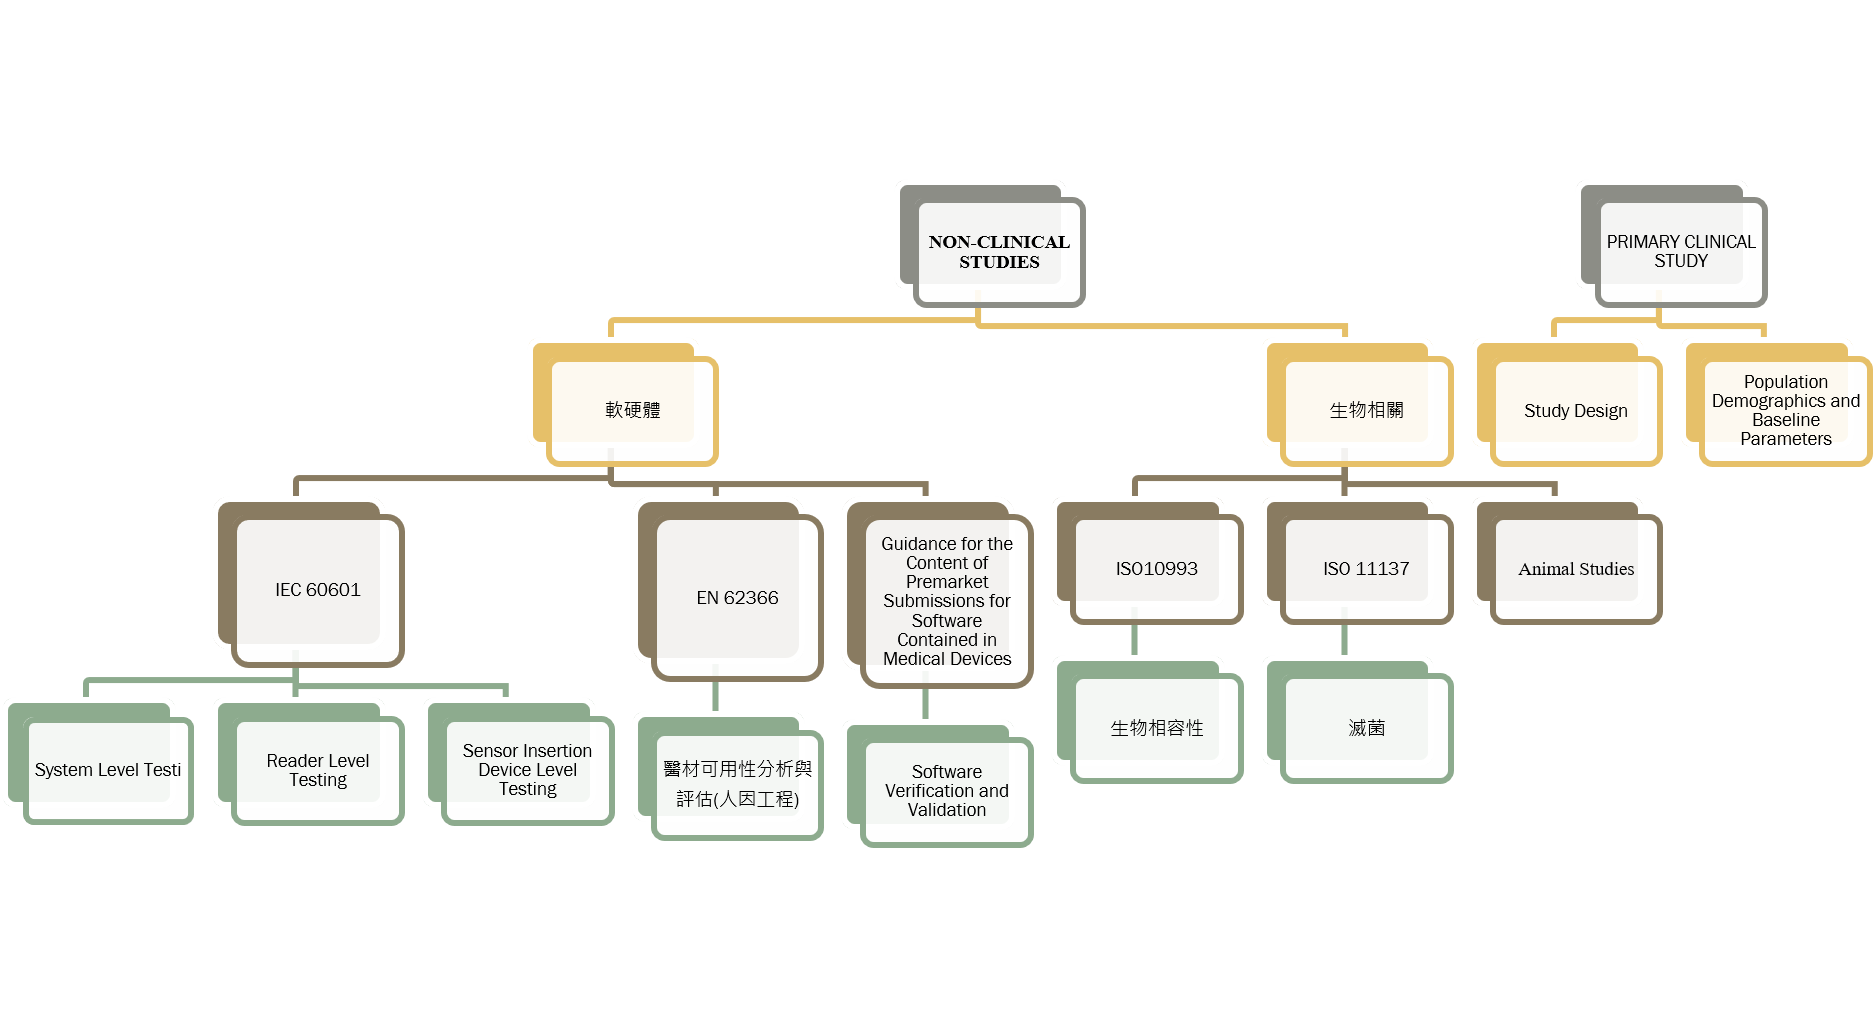 NON-CLINICAL
STUDIES
PRIMARY CLINICAL
STUDY
軟硬體
生物相關
Study Design
Population
Demographics and
Baseline
Parameters
IEC 60601
EN 62366
Guidance for the
Content of
Premarket
Submissions for
Software
Contained in
Medical Devices
ISO10993
ISO 11137
Animal Studies
System Level Testi
Reader Level
Testing
Sensor Insertion
Device Level
Testing
醫材可用性分析與
評估(人因工程)
Software
Verification and
Validation
生物相容性
滅菌